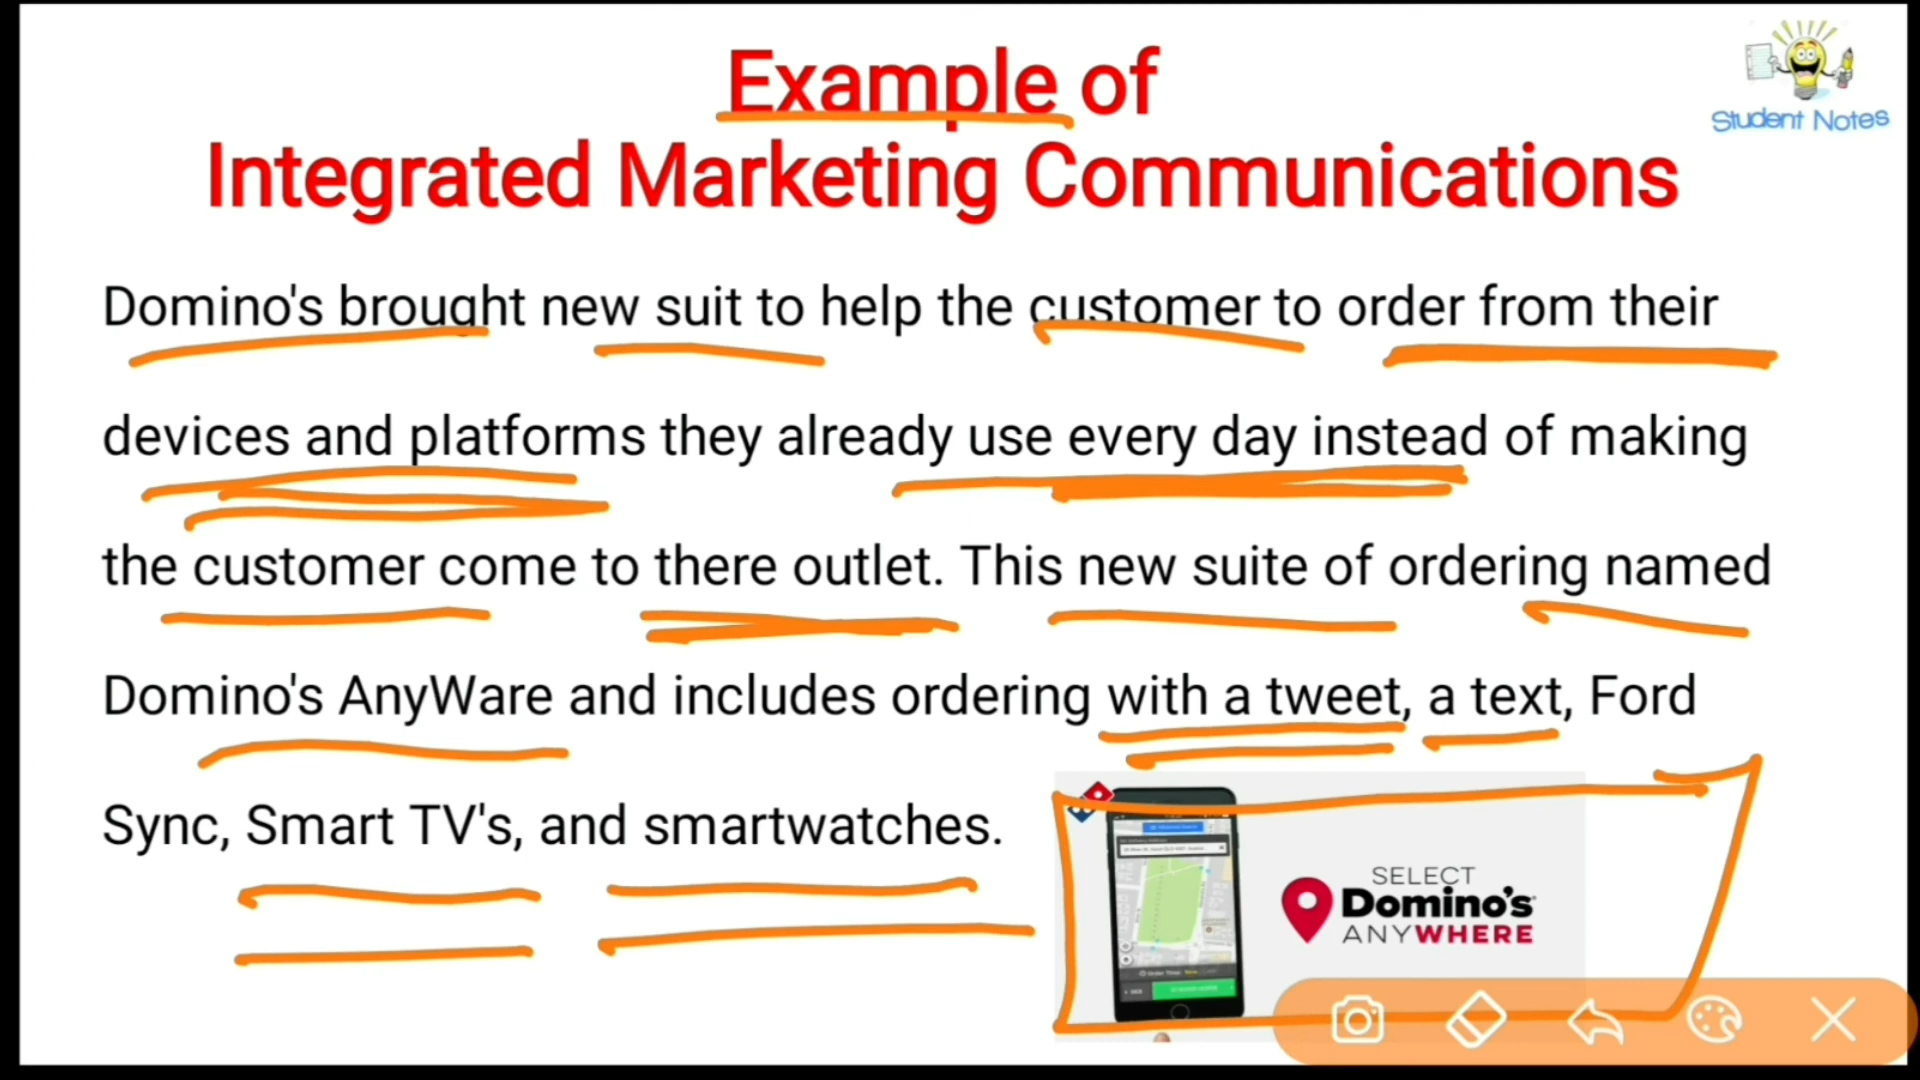 Example of
Student Notes
Integrated Marketing Communications
Domino's brought new suit to help the customer to order from their
devices and platforms they already use every day instead of making
the customer come to there outlet. This new suite of ordering named
Domino's AnyWare and includes ordering with a tweet, a text, Ford
Sync, Smart TV's, and smartwatches.
SELECT
Domino's
ANYWHERE